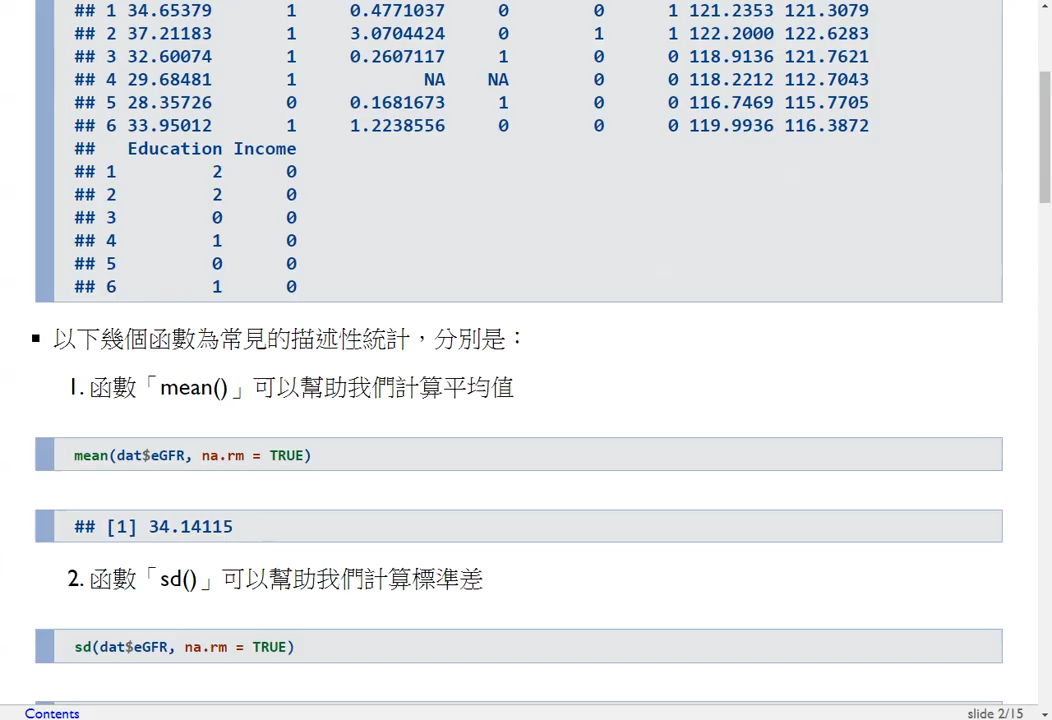 ## 1 34.65379 1 0.4771037 0 0 1 121.2353 121.3079
## 2 37.21183 1 3.0704424 0 1 1 122.2000 122.6283
## 3 32.60074 1 0.2607117 1 0 0 118.9136 121.7621
## 4 29.68481 1 NA NA 0 0 118.2212 112.7043
## 5 28.35726 0 0.1681673 1 0 0 116.7469 115.7705
## 6 33.95012 1 1.2238556 0 0 0 119.9936 116.3872
## Education Income
## 1 2 0
## 2 2 0
## 3 0 0
## 4 1 0
## 5 0 0
## 6 1 0
▪ 以下幾個函數為常見的描述性統計，分別是：
1. 函數「mean()」可以幫助我們計算平均值
mean(dat$eGFR, na.rm = TRUE)
## [1] 34.14115
2. 函數「sd()」可以幫助我們計算標準差
sd(dat$eGFR, na.rm = TRUE)
Contents
slide 2/15